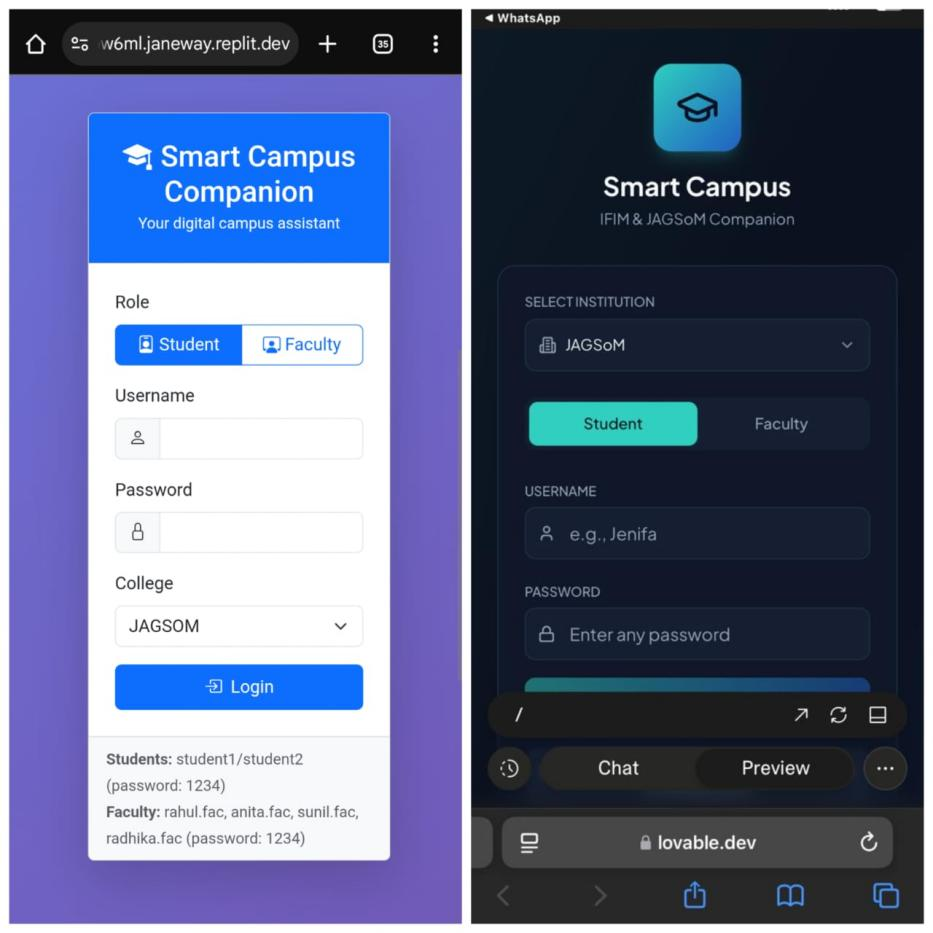 w6ml.janeway.replit.dev
35
Smart Campus
Companion
Your digital campus assistant
Role
Student
Faculty
Username
Password
College
JAGSOM
Login
Students: student1/student2
(password: 1234)
Faculty: rahul.fac, anita.fac, sunil.fac,
radhika.fac (password: 1234)
WhatsApp
Smart Campus
IFIM & JAGSoM Companion
SELECT INSTITUTION
JAGSoM
Student
Faculty
USERNAME
e.g., Jenifa
PASSWORD
Enter any password
/
Chat
Preview
lovable.dev